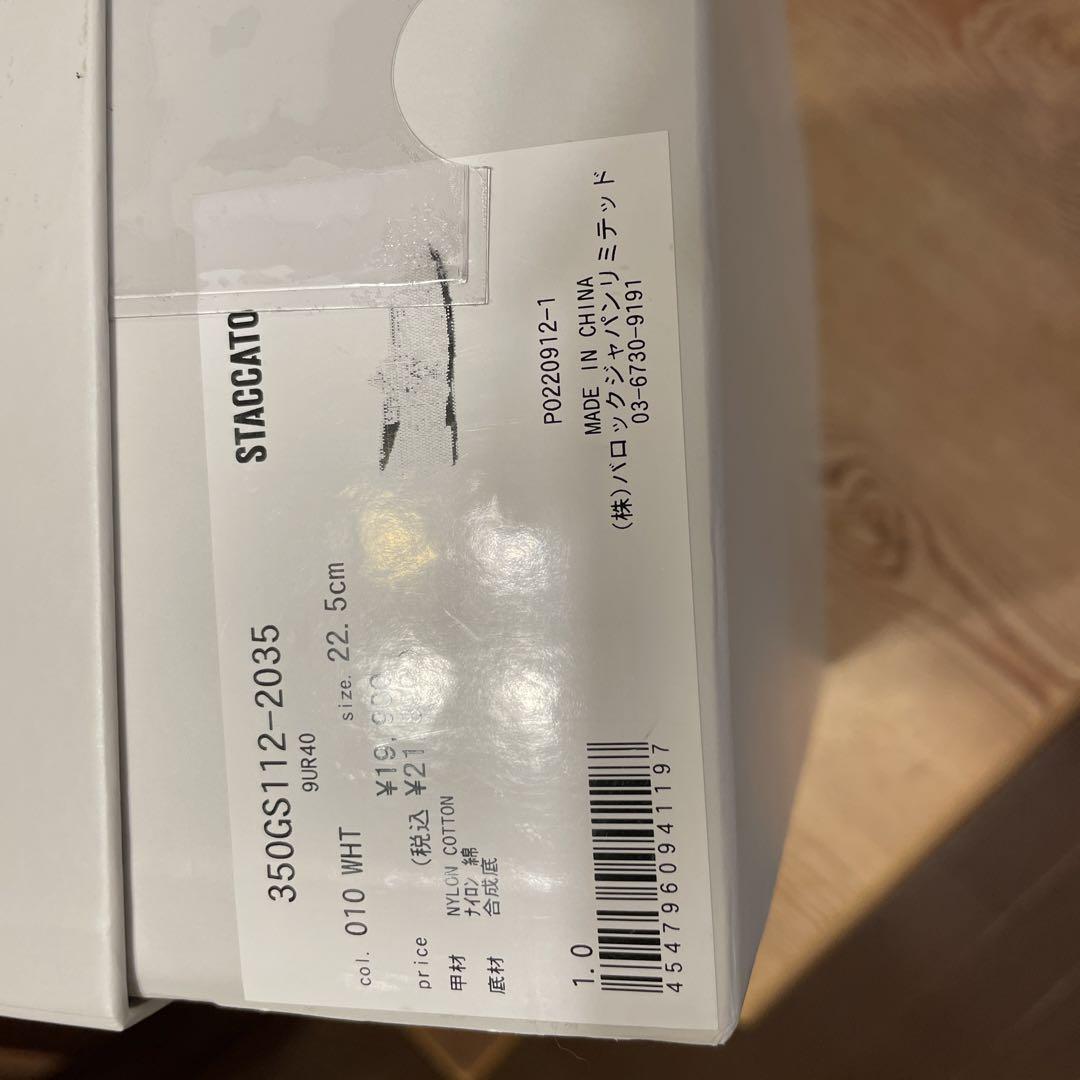 STACCATO
350GS112-2035
9UR40
col. 010 WHT size. 22.5cm
price ¥19,
(税込 ¥21
甲材 NYLON COTTON
ナイロン 綿
底材 合成底
P0220912-1
1.0
MADE IN CHINA
(株)バロックジャパンリミテッド
03-6730-9191
4547960941197